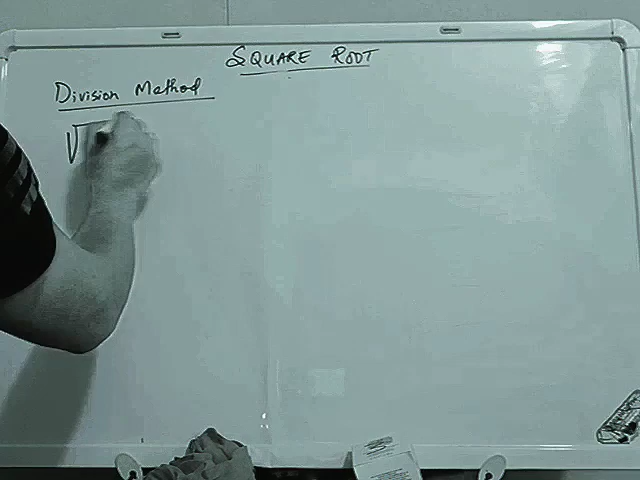 SQUARE ROOT
Division Method
√